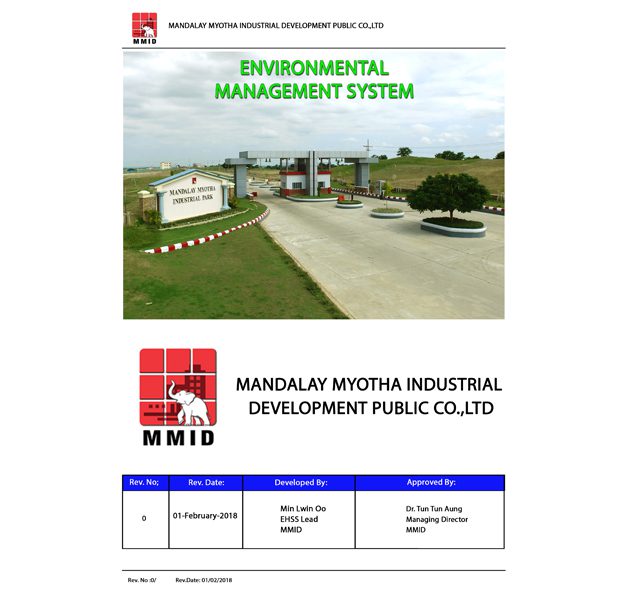 MANDALAY MYOTHA INDUSTRIAL DEVELOPMENT PUBLIC CO.,LTD
MMID
ENVIRONMENTAL
MANAGEMENT SYSTEM
MANDALAY MYOTHA
INDUSTRIAL PARK
MANDALAY MYOTHA INDUSTRIAL
DEVELOPMENT PUBLIC CO.,LTD
MMID
Rev. No; Rev. Date: Developed By: Approved By:
0 01-February-2018
Min Lwin Oo
EHSS Lead
MMID
Dr. Tun Tun Aung
Managing Director
MMID
Rev. No :0/ Rev.Date: 01/02/2018